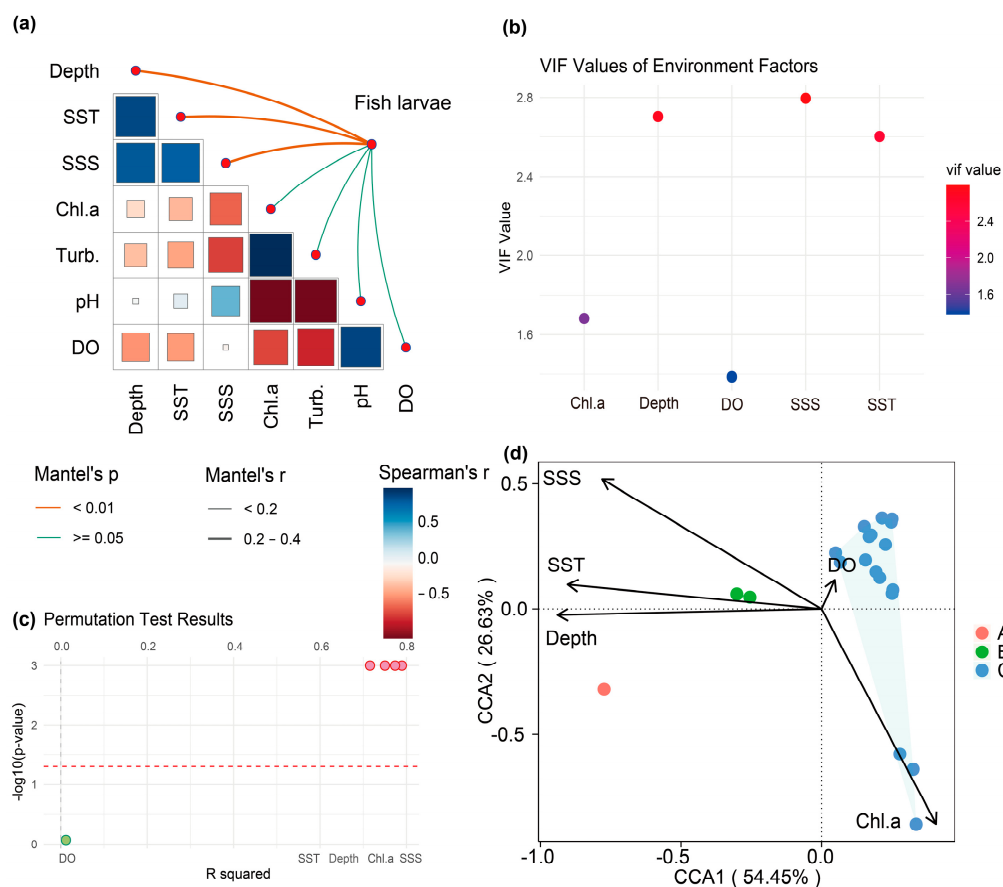 (a)
Depth
SST
SSS
Chl.a
Turb.
pH
DO
Fish larvae
Depth
SST
SSS
Chl.a
Turb.
pH
DO
Mantel's p
< 0.01
>= 0.05
Mantel's r
< 0.2
0.2 – 0.4
Spearman's r
0.5
0.0
– 0.5
(b)
VIF Values of Environment Factors
VIF Value
2.8
2.4
2.0
1.6
Chl.a
Depth
DO
SSS
SST
vif value
2.4
2.0
1.6
(c) Permutation Test Results
0.0
0.2
0.4
0.6
0.8
-log10(p-value)
3
2
1
0
DO
SST
Depth
Chl.a
SSS
R squared
(d)
CCA2 ( 26.63%)
0.5
0.0
-0.5
SSS
SST
Depth
DO
Chl.a
-1.0
-0.5
0.0
CCA1 ( 54.45%)
A